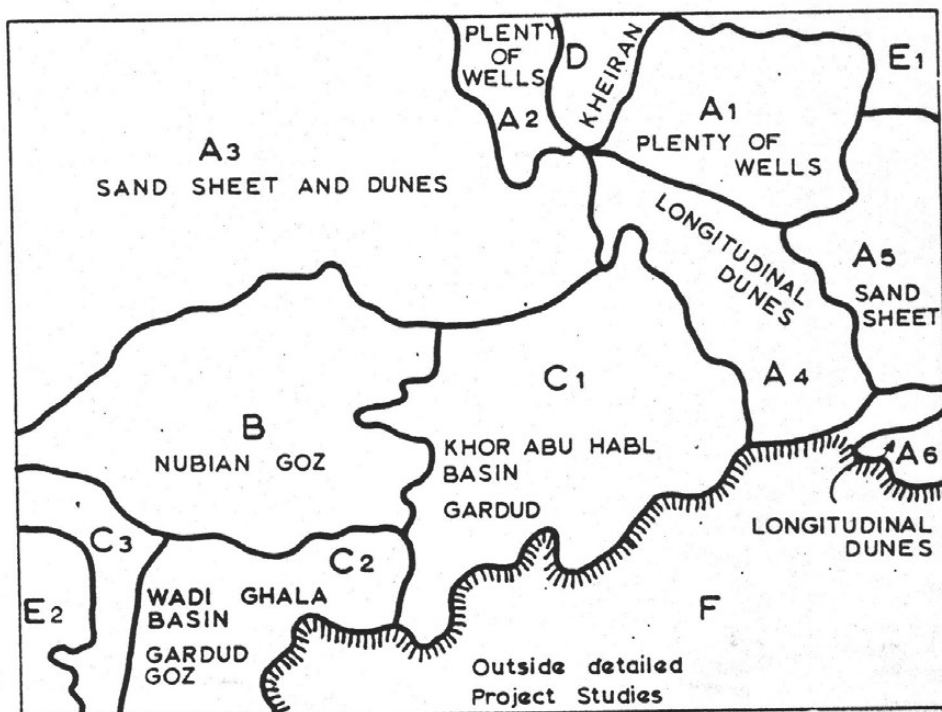 PLENTY
OF
WELLS
A2
D
KHEIRAN
E1
A1
PLENTY OF
WELLS
A3
SAND SHEET AND DUNES
LONGITUDINAL
DUNES
A4
A5
SAND
SHEET
C1
KHOR ABU HABL
BASIN
GARDUD
B
NUBIAN GOZ
A6
LONGITUDINAL
DUNES
C3
C2
WADI GHALA
BASIN
GARDUD
GOZ
E2
F
Outside detailed
Project Studies